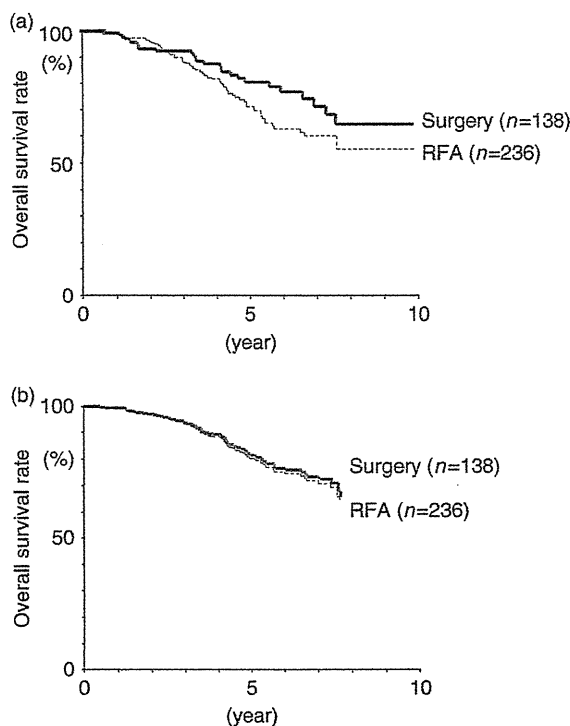 (a)
100
(%)
Overall survival rate
50
0
0
5
10
(year)
Surgery (n=138)
RFA (n=236)
(b)
100
(%)
Overall survival rate
50
0
0
5
10
(year)
Surgery (n=138)
RFA (n=236)